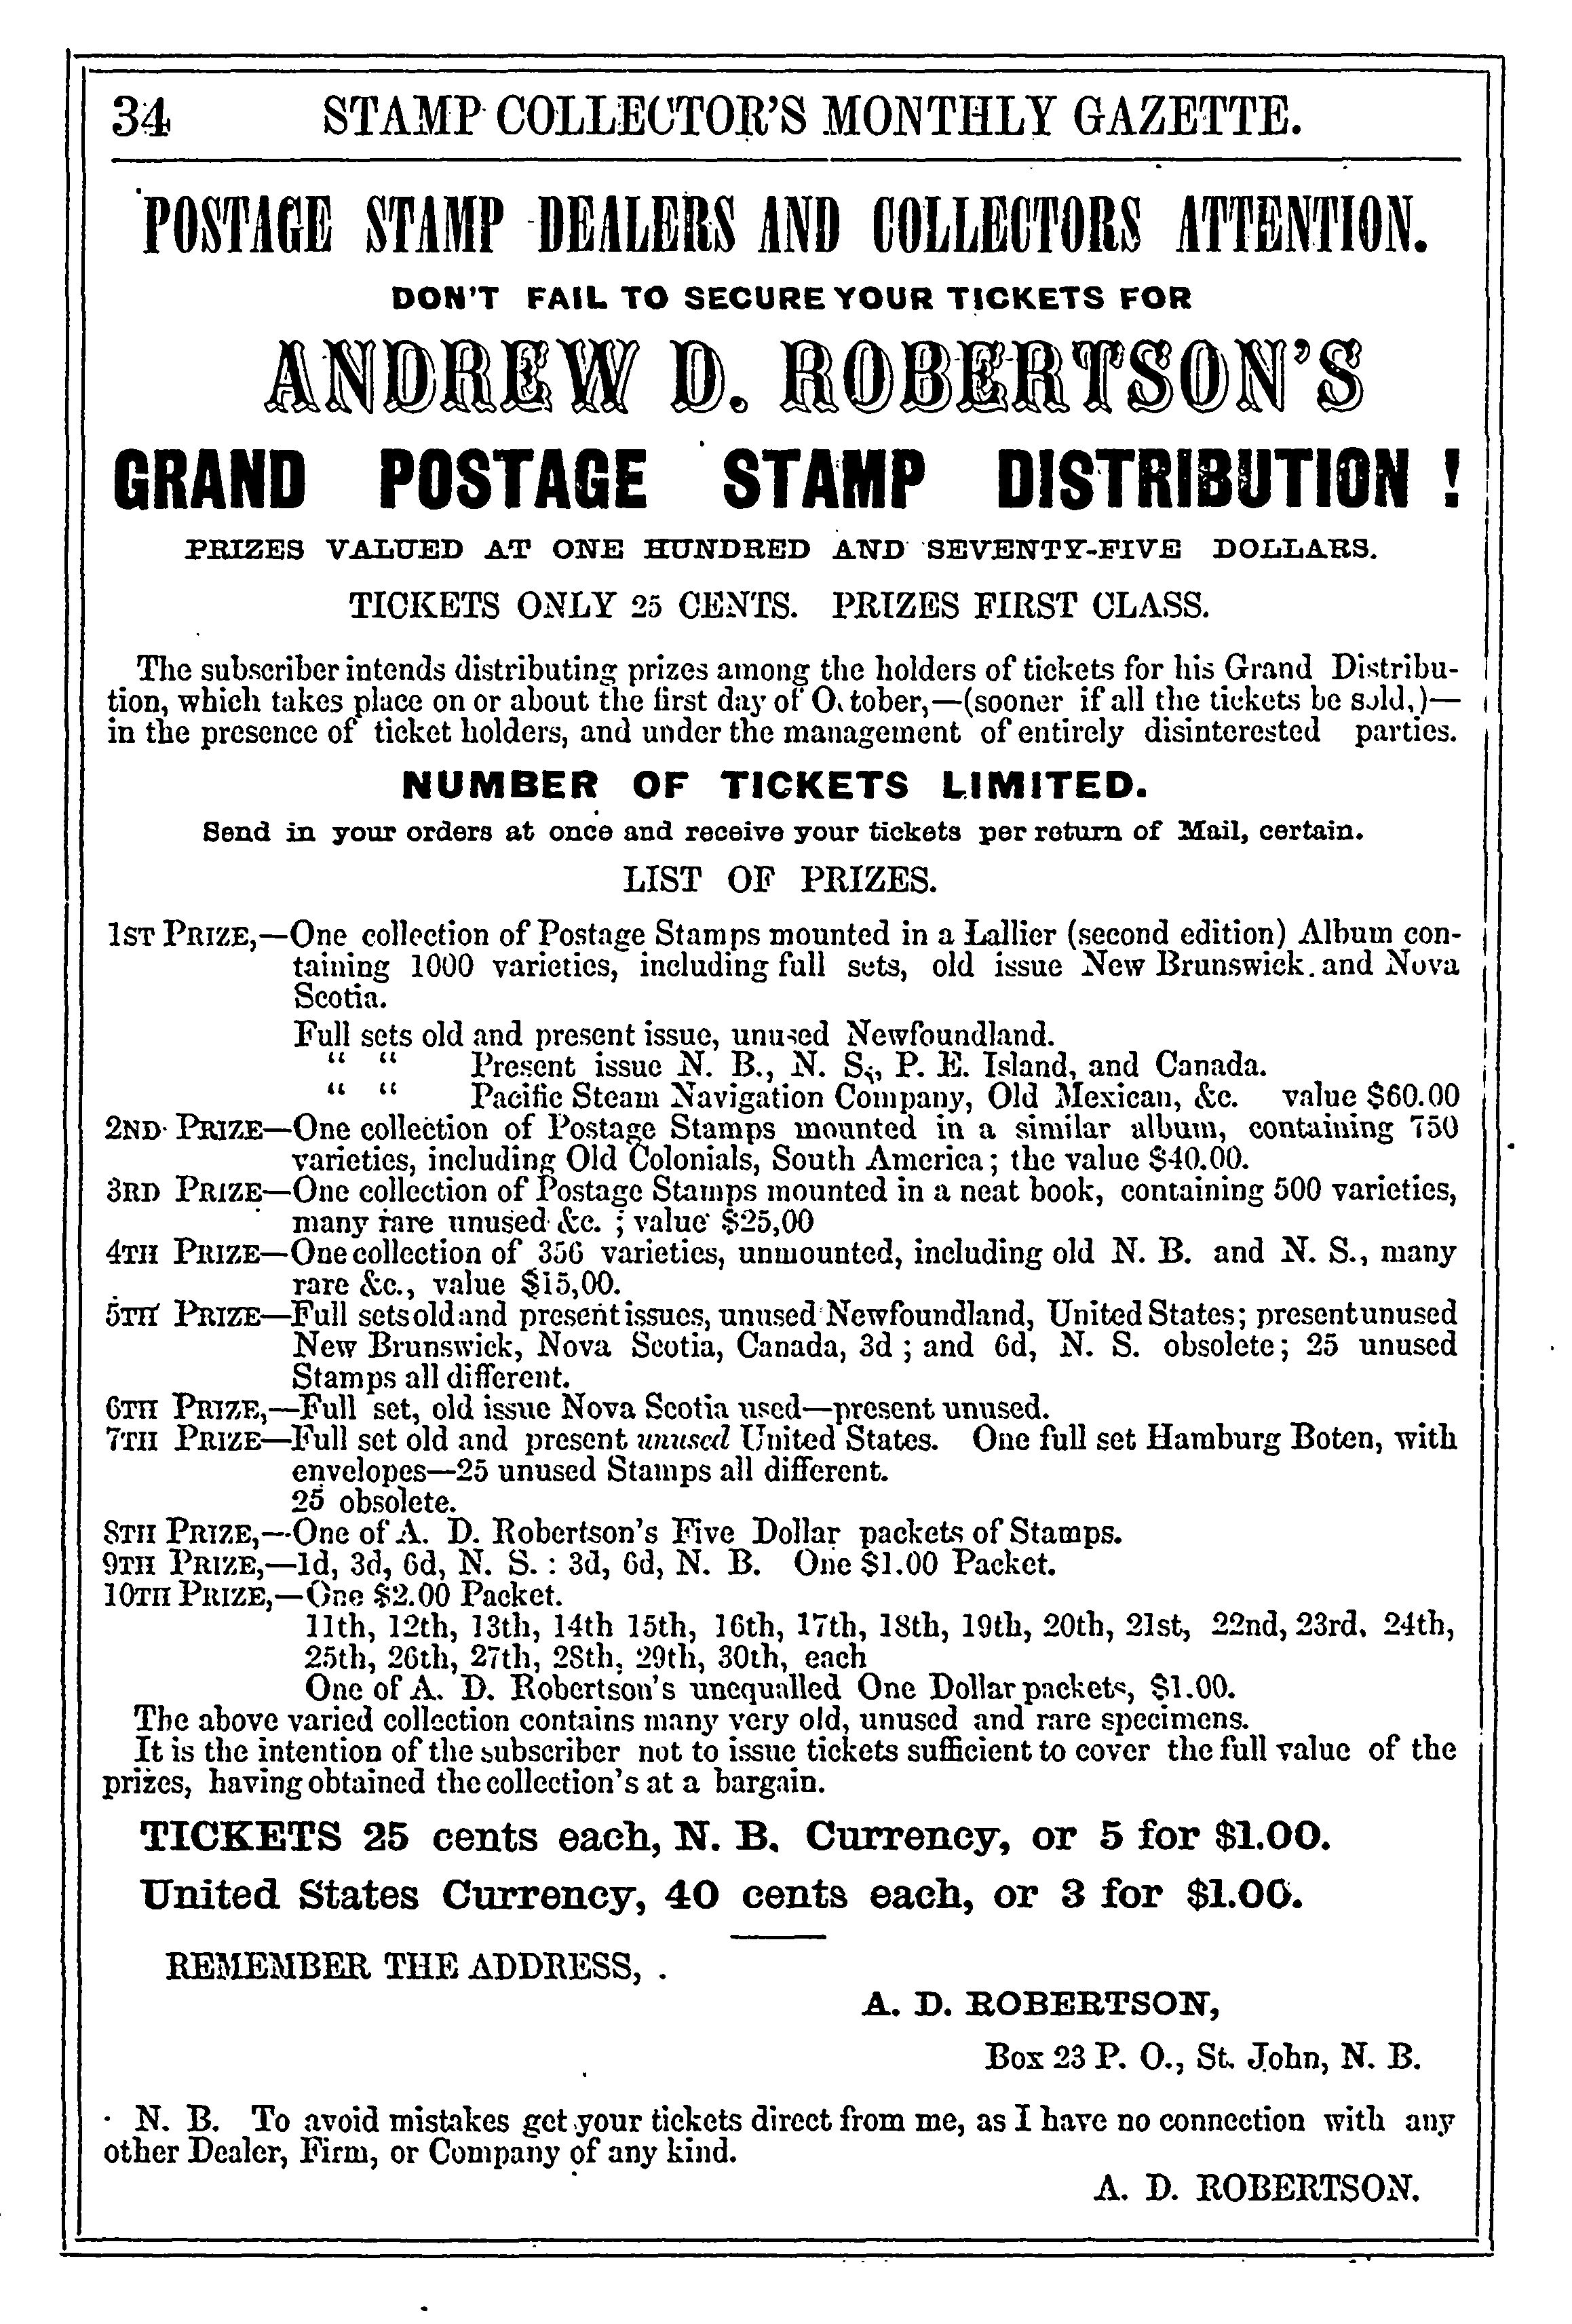 34 STAMP COLLECTOR'S MONTHLY GAZETTE.
POSTAGE STAMP DEALERS AND COLLECTORS ATTENTION.
DON'T FAIL TO SECURE YOUR TICKETS FOR
ANDREW D. ROBERTSON'S
GRAND POSTAGE STAMP DISTRIBUTION !
PRIZES VALUED AT ONE HUNDRED AND SEVENTY-FIVE DOLLARS.
TICKETS ONLY 25 CENTS. PRIZES FIRST CLASS.
The subscriber intends distributing prizes among the holders of tickets for his Grand Distribu-
tion, which takes place on or about the first day of October,—(sooner if all the tickets be sold,)—
in the presence of ticket holders, and under the management of entirely disinterested parties.
NUMBER OF TICKETS LIMITED.
Send in your orders at once and receive your tickets per return of Mail, certain.
LIST OF PRIZES.
1ST PRIZE,—One collection of Postage Stamps mounted in a Lallier (second edition) Album con-
taining 1000 varieties, including full sets, old issue New Brunswick. and Nova
Scotia.
Full sets old and present issue, unused Newfoundland.
“ “ Present issue N. B., N. S., P. E. Island, and Canada.
“ “ Pacific Steam Navigation Company, Old Mexican, &c. value $60.00
2ND PRIZE—One collection of Postage Stamps mounted in a similar album, containing 750
varieties, including Old Colonials, South America; the value $40.00.
3RD PRIZE—One collection of Postage Stamps mounted in a neat book, containing 500 varieties,
many rare unused &c. ; value $25,00
4TH PRIZE—One collection of 350 varieties, unmounted, including old N. B. and N. S., many
rare &c., value $15,00.
5TH PRIZE—Full sets old and present issues, unused Newfoundland, United States; present unused
New Brunswick, Nova Scotia, Canada, 3d ; and 6d, N. S. obsolete; 25 unused
Stamps all different.
6TH PRIZE,—Full set, old issue Nova Scotia used—present unused.
7TH PRIZE—Full set old and present unused United States. One full set Hamburg Boten, with
envelopes—25 unused Stamps all different.
25 obsolete.
8TH PRIZE,—One of A. D. Robertson's Five Dollar packets of Stamps.
9TH PRIZE,—1d, 3d, 6d, N. S. : 3d, 6d, N. B. One $1.00 Packet.
10TH PRIZE,—One $2.00 Packet.
11th, 12th, 13th, 14th 15th, 16th, 17th, 18th, 19th, 20th, 21st, 22nd, 23rd, 24th,
25th, 26th, 27th, 28th, 29th, 30th, each
One of A. D. Robertson's unequalled One Dollar packets, $1.00.
The above varied collection contains many very old, unused and rare specimens.
It is the intention of the subscriber not to issue tickets sufficient to cover the full value of the
prizes, having obtained the collection's at a bargain.
TICKETS 25 cents each, N. B. Currency, or 5 for $1.00.
United States Currency, 40 cents each, or 3 for $1.00.
REMEMBER THE ADDRESS,
A. D. ROBERTSON,
Box 23 P. O., St. John, N. B.
N. B. To avoid mistakes get your tickets direct from me, as I have no connection with any
other Dealer, Firm, or Company of any kind.
A. D. ROBERTSON.